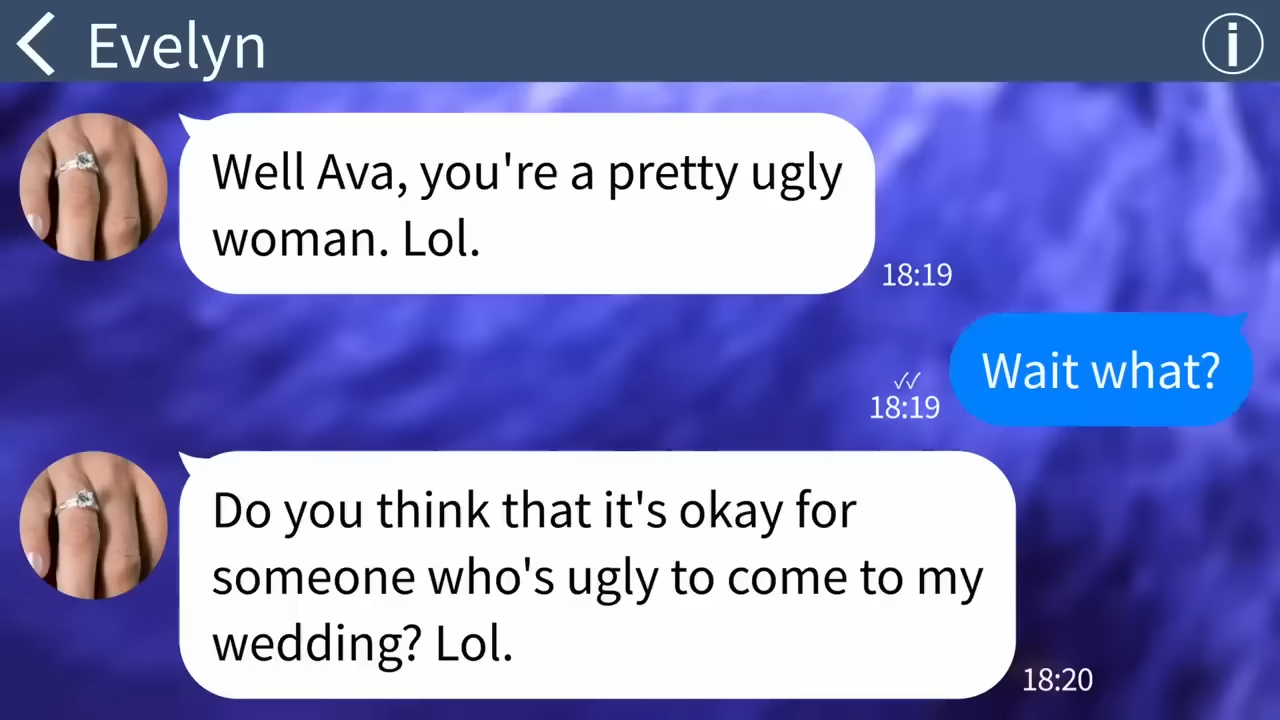 Evelyn
Well Ava, you're a pretty ugly
woman. Lol.
18:19
Wait what?
18:19
Do you think that it's okay for
someone who's ugly to come to my
wedding? Lol.
18:20